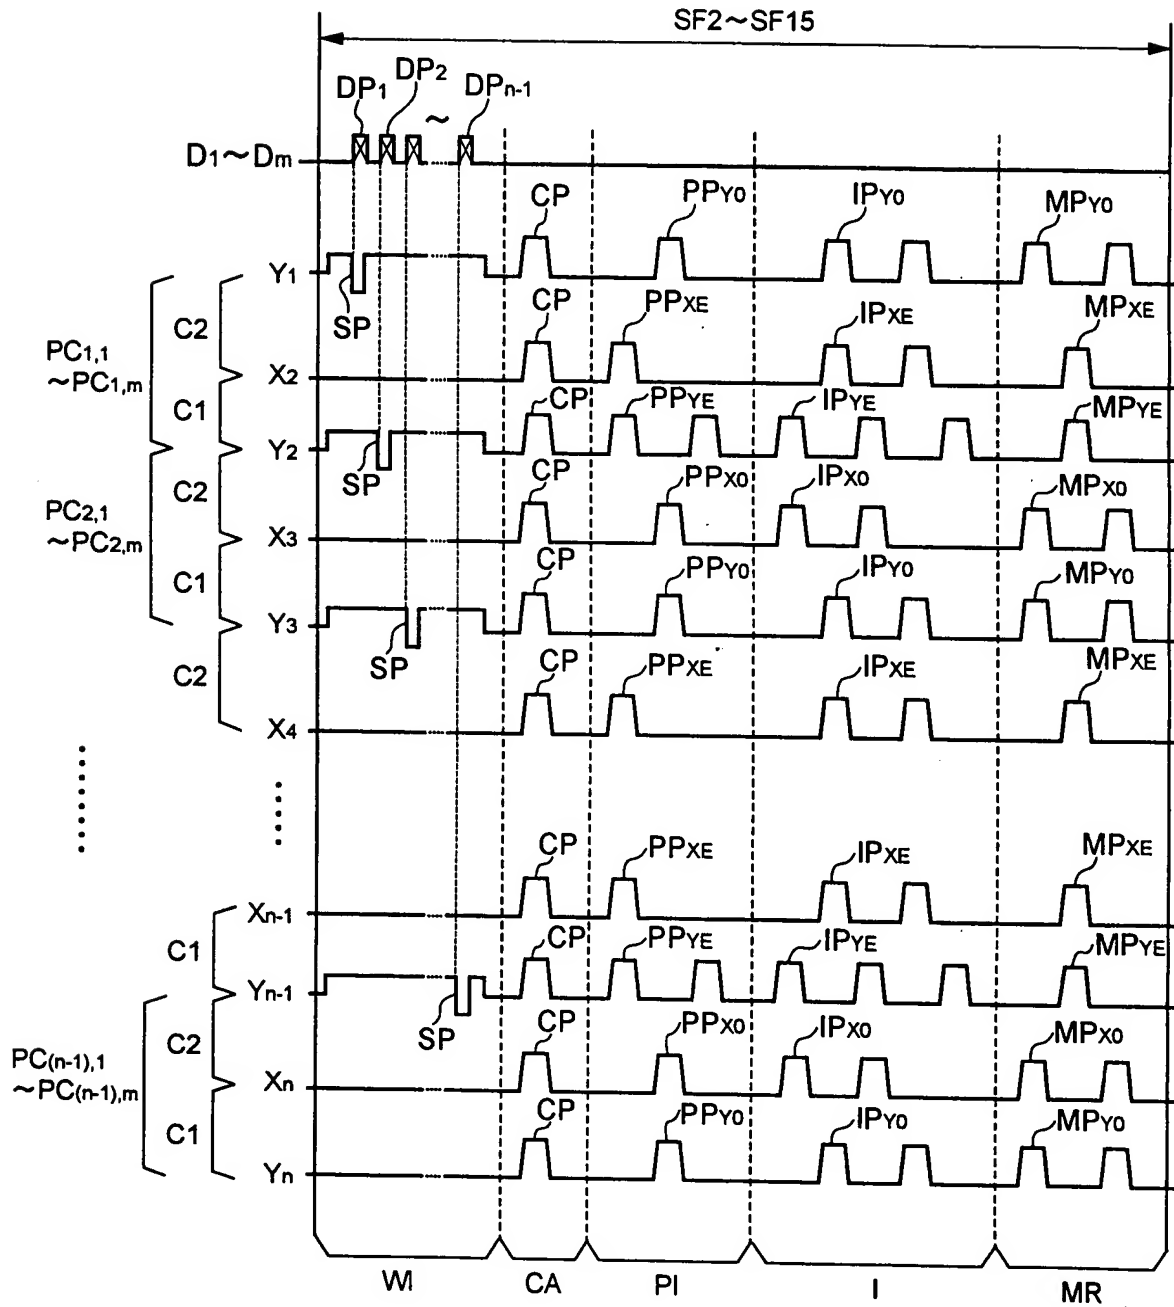 SF2～SF15
DP1 DP2 ～ DPn-1
D1～Dm
CP PPY0 IPY0 MPY0
Y1
SP
C2
CP PPXE IPXE MPXE
PC1,1
～PC1,m
X2
C1
CP PPYE IPYE MPYE
Y2
SP
C2
CP PPX0 IPX0 MPX0
PC2,1
～PC2,m
X3
C1
CP PPY0 IPY0 MPY0
Y3
SP
C2
CP PPXE IPXE MPXE
X4
CP PPXE IPXE MPXE
Xn-1
C1
CP PPYE IPYE MPYE
Yn-1
SP
C2
CP PPX0 IPX0 MPX0
PC(n-1),1
～PC(n-1),m
Xn
C1
CP PPY0 IPY0 MPY0
Yn
WI CA PI I MR